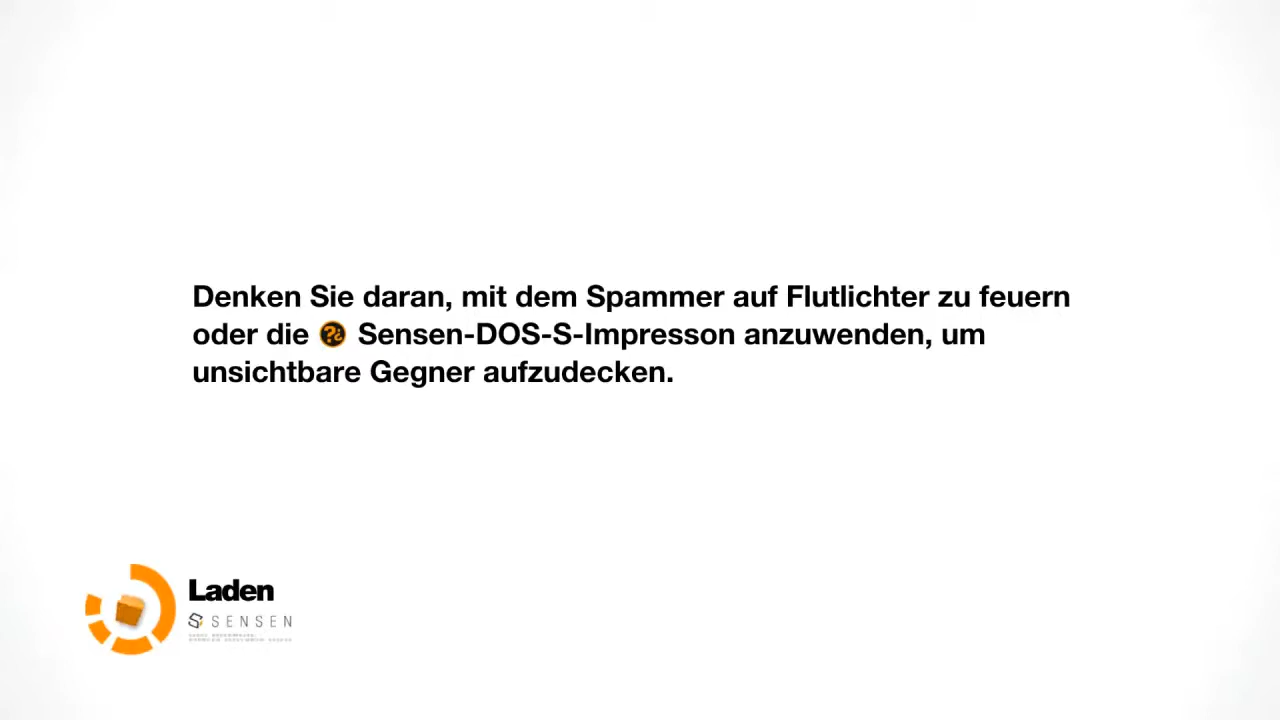 Denken Sie daran, mit dem Spammer auf Flutlichter zu feuern
oder die Sensen-DOS-S-Impresson anzuwenden, um
unsichtbare Gegner aufzudecken.
Laden
SENSEN